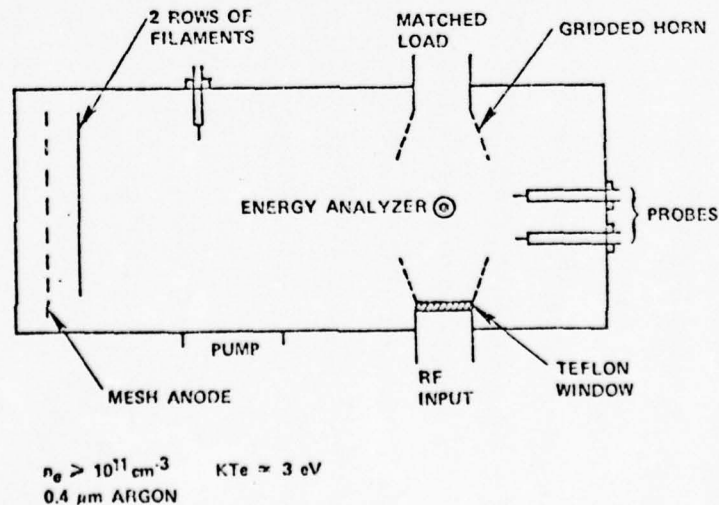 2 ROWS OF
FILAMENTS
MATCHED
LOAD
GRIDDED HORN
ENERGY ANALYZER
PROBES
PUMP
MESH ANODE
RF
INPUT
TEFLON
WINDOW
nₑ > 10¹¹ cm⁻³ KTe ≃ 3 eV
0.4 μm ARGON